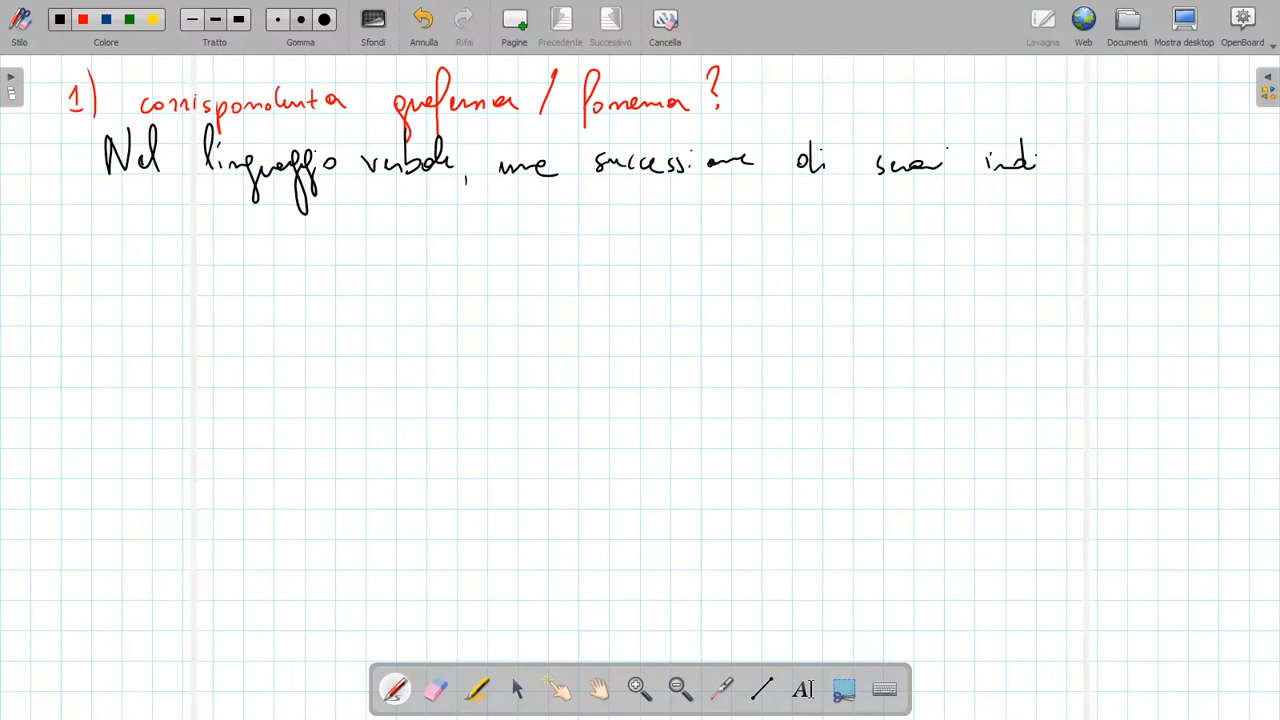 Stilo Colore Tratto Gomma Sfondi Annulla Rifai Pagine Precedente Successivo Cancella Lavagna Web Documenti Mostra desktop OpenBoard
1) corrispondenza grafema / fonema ?
Nel linguaggio verbale, una successione di suoni indi